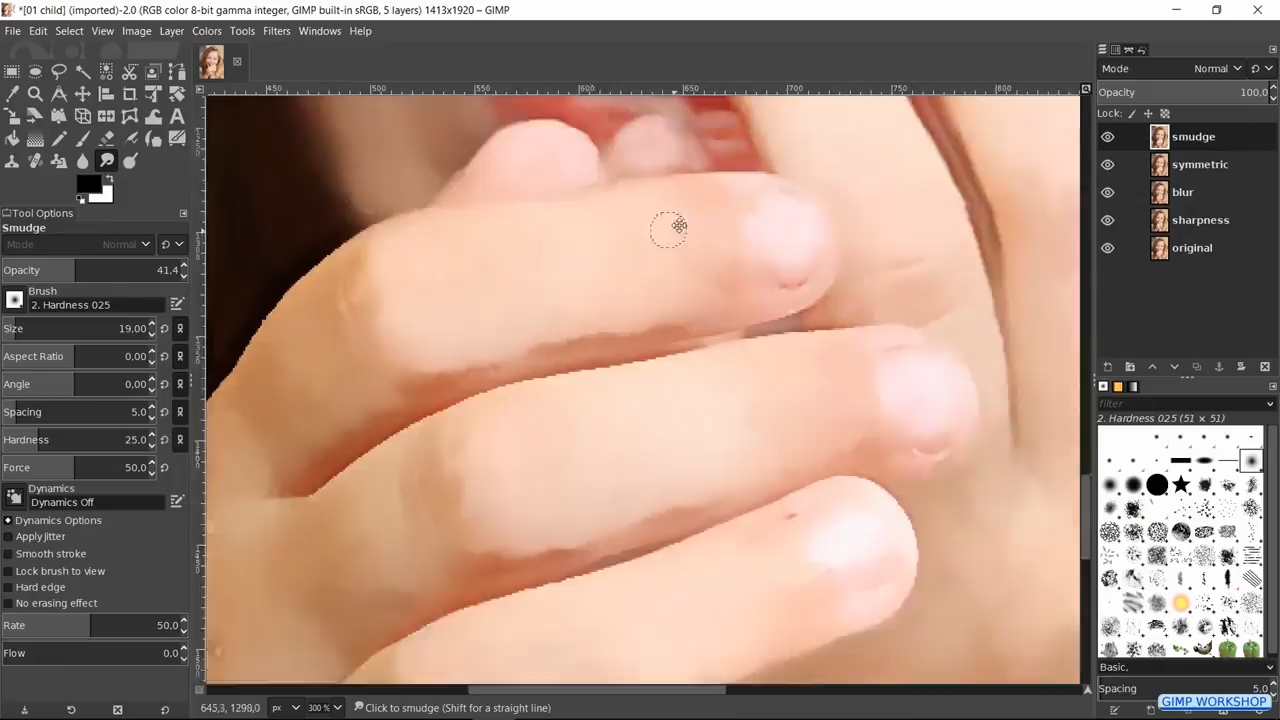 *[01 child] (imported)-2.0 (RGB color 8-bit gamma integer, GIMP built-in sRGB, 5 layers) 1413x1920 – GIMP
File Edit Select View Image Layer Colors Tools Filters Windows Help
Mode Normal
Opacity 100,0
Lock:
smudge
symmetric
blur
sharpness
original
Tool Options
Smudge
Mode Normal
Opacity 41,4
Brush
2. Hardness 025
Size 19.00
Aspect Ratio 0.00
Angle 0.00
Spacing 5.0
Hardness 25.0
Force 50.0
Dynamics
Dynamics Off
Dynamics Options
Apply Jitter
Smooth stroke
Lock brush to view
Hard edge
No erasing effect
Rate 50,0
Flow 0,0
450 500 550 600 650 700 750 800
filter
2. Hardness 025 (51 × 51)
Basic,
Spacing 5,0
645,3, 1298,0 px 300 % Click to smudge (Shift for a straight line)
GIMP WORKSHOP